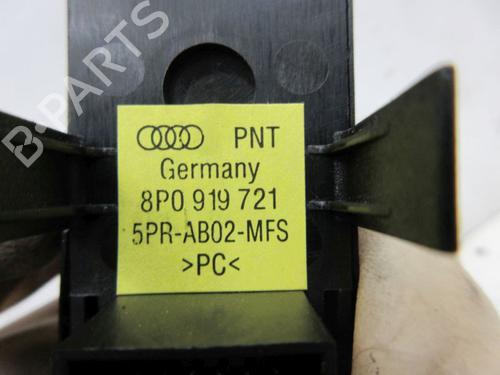 B-PARTS
PNT
Germany
8P0 919 721
5PR-AB02-MFS
>PC<